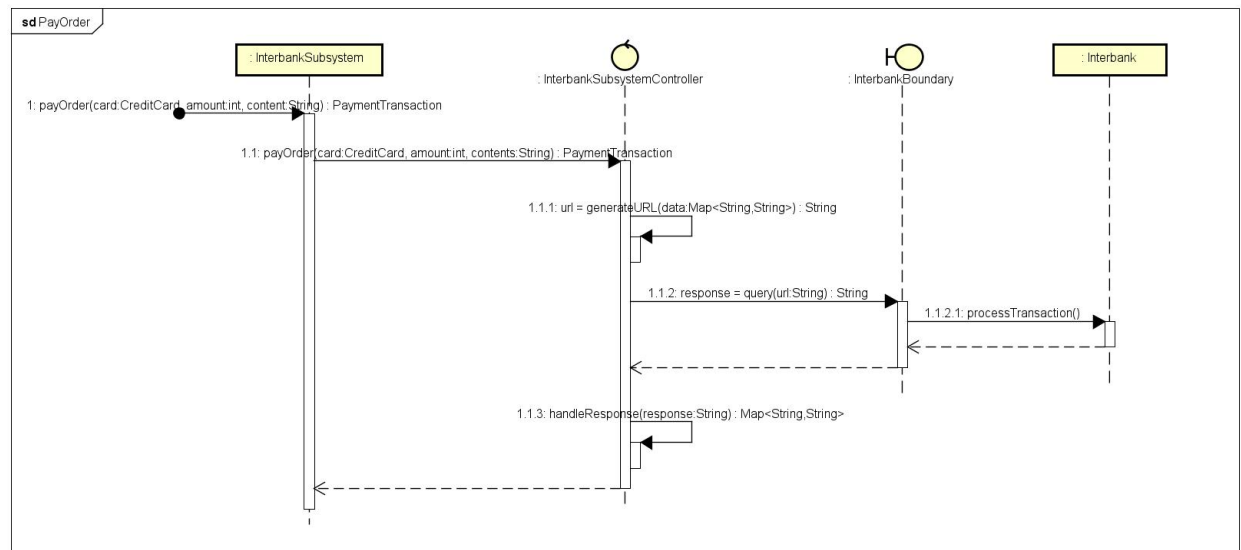 sd PayOrder
: InterbankSubsystem
: InterbankSubsystemController
: InterbankBoundary
: Interbank
1: payOrder(card:CreditCard, amount:int, content:String) : PaymentTransaction
1.1: payOrder(card:CreditCard, amount:int, contents:String) : PaymentTransaction
1.1.1: url = generateURL(data:Map<String,String>) : String
1.1.2: response = query(url:String) : String
1.1.2.1: processTransaction()
1.1.3: handleResponse(response:String) : Map<String,String>